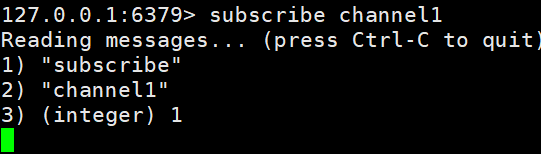 127.0.0.1:6379> subscribe channel1
Reading messages... (press Ctrl-C to quit)
1) "subscribe"
2) "channel1"
3) (integer) 1